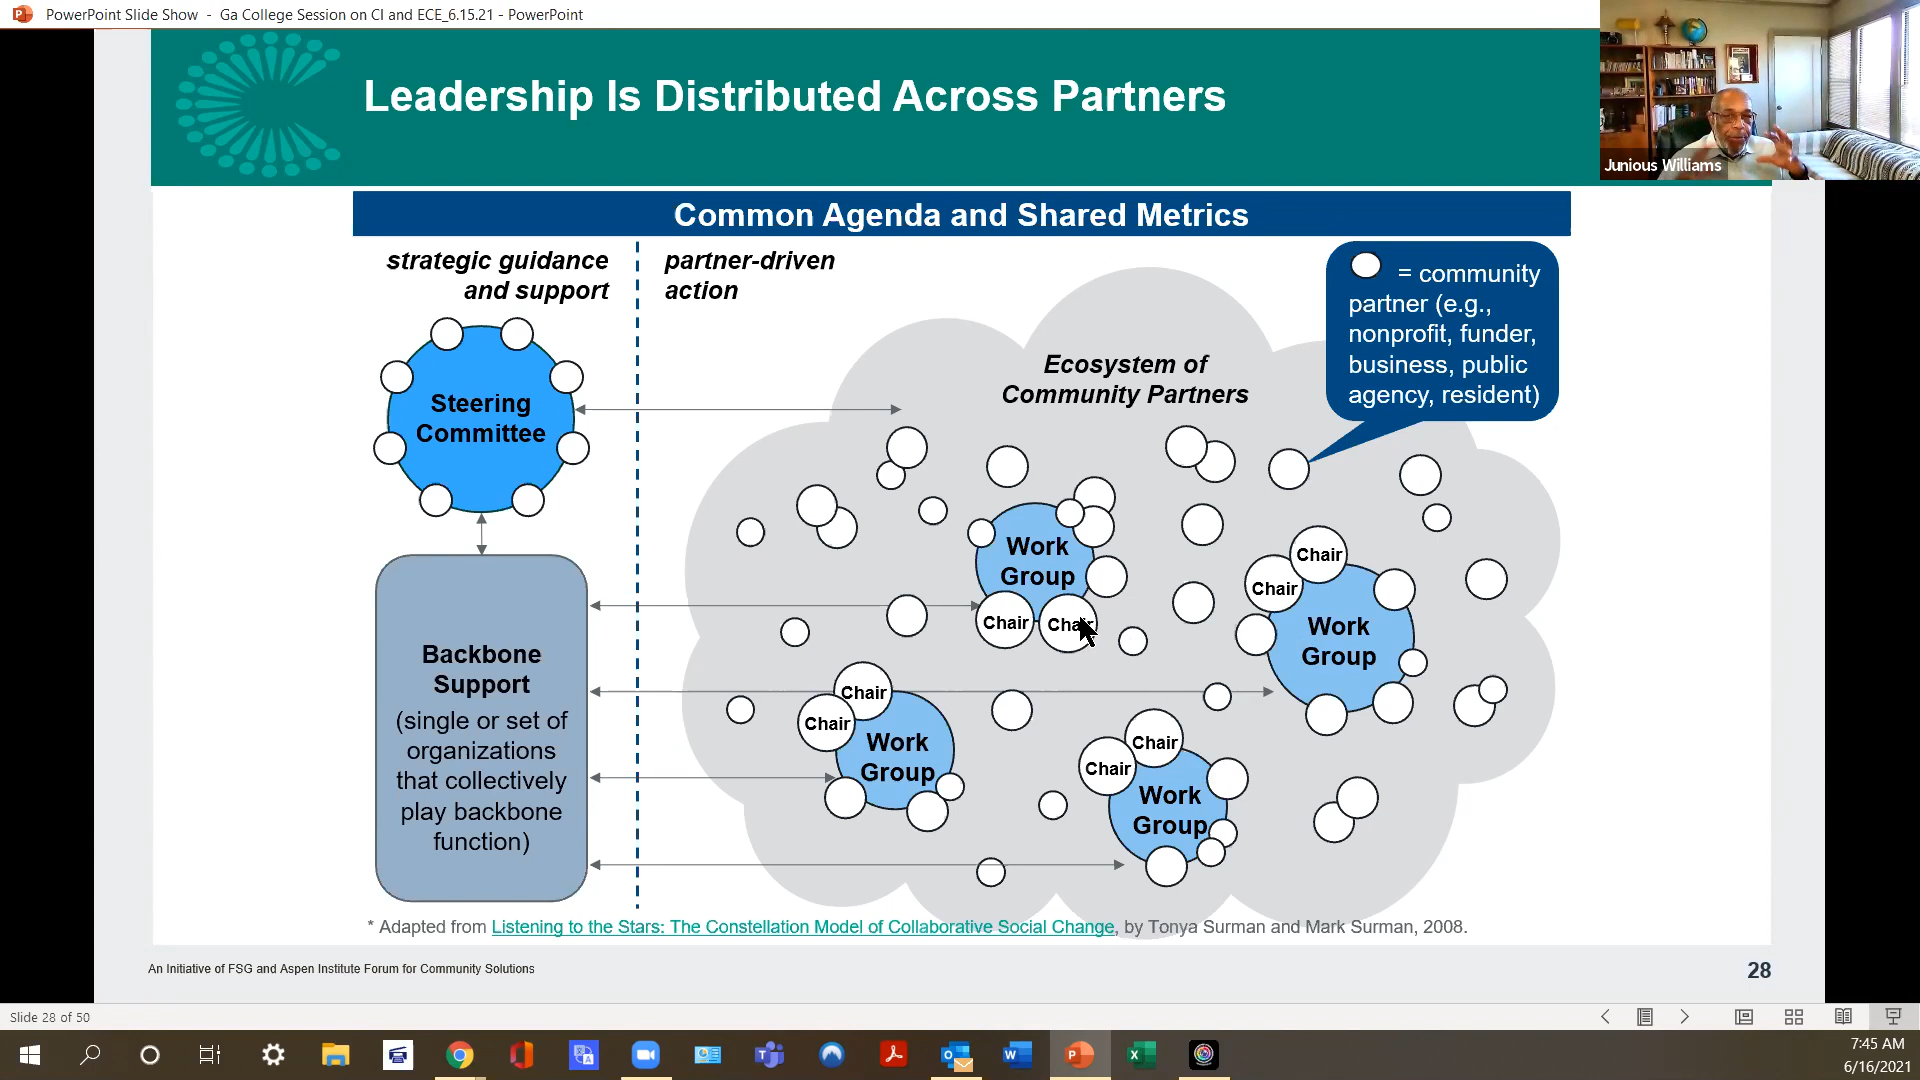 PowerPoint Slide Show - Ga College Session on CI and ECE_6.15.21 - PowerPoint
Leadership Is Distributed Across Partners
Junious Williams
Common Agenda and Shared Metrics
strategic guidance
and support
partner-driven
action
= community
partner (e.g.,
nonprofit, funder,
business, public
agency, resident)
Ecosystem of
Community Partners
Steering
Committee
Work
Group
Chair
Chair
Chair
Chair
Work
Group
Backbone
Support
(single or set of
organizations
that collectively
play backbone
function)
Chair
Chair
Work
Group
Chair
Chair
Work
Group
* Adapted from Listening to the Stars: The Constellation Model of Collaborative Social Change, by Tonya Surman and Mark Surman, 2008.
An Initiative of FSG and Aspen Institute Forum for Community Solutions
28
Slide 28 of 50
7:45 AM
6/16/2021